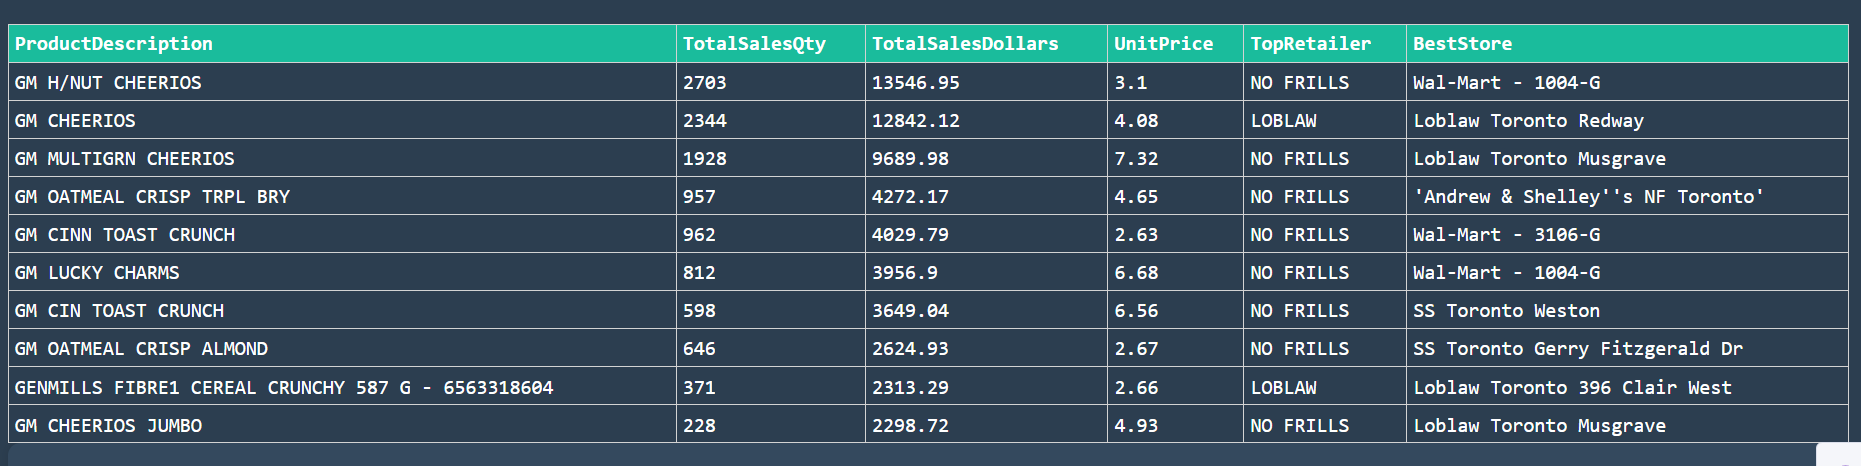 ProductDescription TotalSalesQty TotalSalesDollars UnitPrice TopRetailer BestStore
GM H/NUT CHEERIOS 2703 13546.95 3.1 NO FRILLS Wal-Mart - 1004-G
GM CHEERIOS 2344 12842.12 4.08 LOBLAW Loblaw Toronto Redway
GM MULTIGRN CHEERIOS 1928 9689.98 7.32 NO FRILLS Loblaw Toronto Musgrave
GM OATMEAL CRISP TRPL BRY 957 4272.17 4.65 NO FRILLS 'Andrew & Shelley''s NF Toronto'
GM CINN TOAST CRUNCH 962 4029.79 2.63 NO FRILLS Wal-Mart - 3106-G
GM LUCKY CHARMS 812 3956.9 6.68 NO FRILLS Wal-Mart - 1004-G
GM CIN TOAST CRUNCH 598 3649.04 6.56 NO FRILLS SS Toronto Weston
GM OATMEAL CRISP ALMOND 646 2624.93 2.67 NO FRILLS SS Toronto Gerry Fitzgerald Dr
GENMILLS FIBRE1 CEREAL CRUNCHY 587 G - 6563318604 371 2313.29 2.66 LOBLAW Loblaw Toronto 396 Clair West
GM CHEERIOS JUMBO 228 2298.72 4.93 NO FRILLS Loblaw Toronto Musgrave